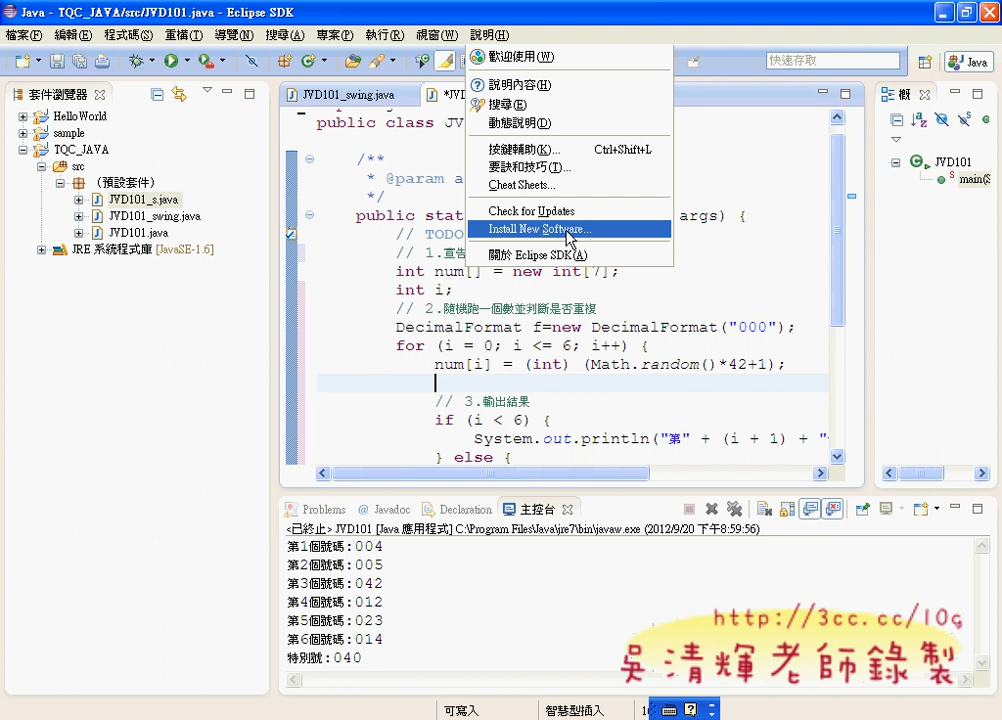 Java - TQC_JAVA/src/JVD101.java - Eclipse SDK
檔案(F) 編輯(E) 程式碼(S) 重構(T) 導覽(N) 搜尋(A) 專案(P) 執行(R) 視窗(W) 說明(H)
快速存取
Java
套件瀏覽器
HelloWorld
sample
TQC_JAVA
src
(預設套件)
JVD101_s.java
JVD101_swing.java
JVD101.java
JRE 系統程式庫 [JavaSE-1.6]
JVD101_swing.java
public class
/**
* @param
*/
public args) {
// TODO
// 1.宣告
int num[] = new int[7];
int i;
// 2.隨機跑一個數並判斷是否重複
DecimalFormat f=new DecimalFormat("000");
for (i = 0; i <= 6; i++) {
num[i] = (int) (Math.random()*42+1);
// 3.輸出結果
if (i < 6) {
System.out.println("第" + (i + 1) + "
} else {
歡迎使用(W)
說明內容(H)
搜尋(E)
動態說明(D)
按鍵輔助(K)... Ctrl+Shift+L
要訣和技巧(T)...
Cheat Sheets...
Check for Updates
Install New Software...
關於 Eclipse SDK(A)
概
JVD101
main(S
Problems @ Javadoc Declaration 主控台
<已終止> JVD101 [Java 應用程式] C:\Program Files\Java\jre7\bin\javaw.exe (2012/9/20 下午8:59:56)
第1個號碼:004
第2個號碼:005
第3個號碼:042
第4個號碼:012
第5個號碼:023
第6個號碼:014
特別號:040
http://3cc.cc/10g
吳清輝老師錄製
可寫入 智慧型插入